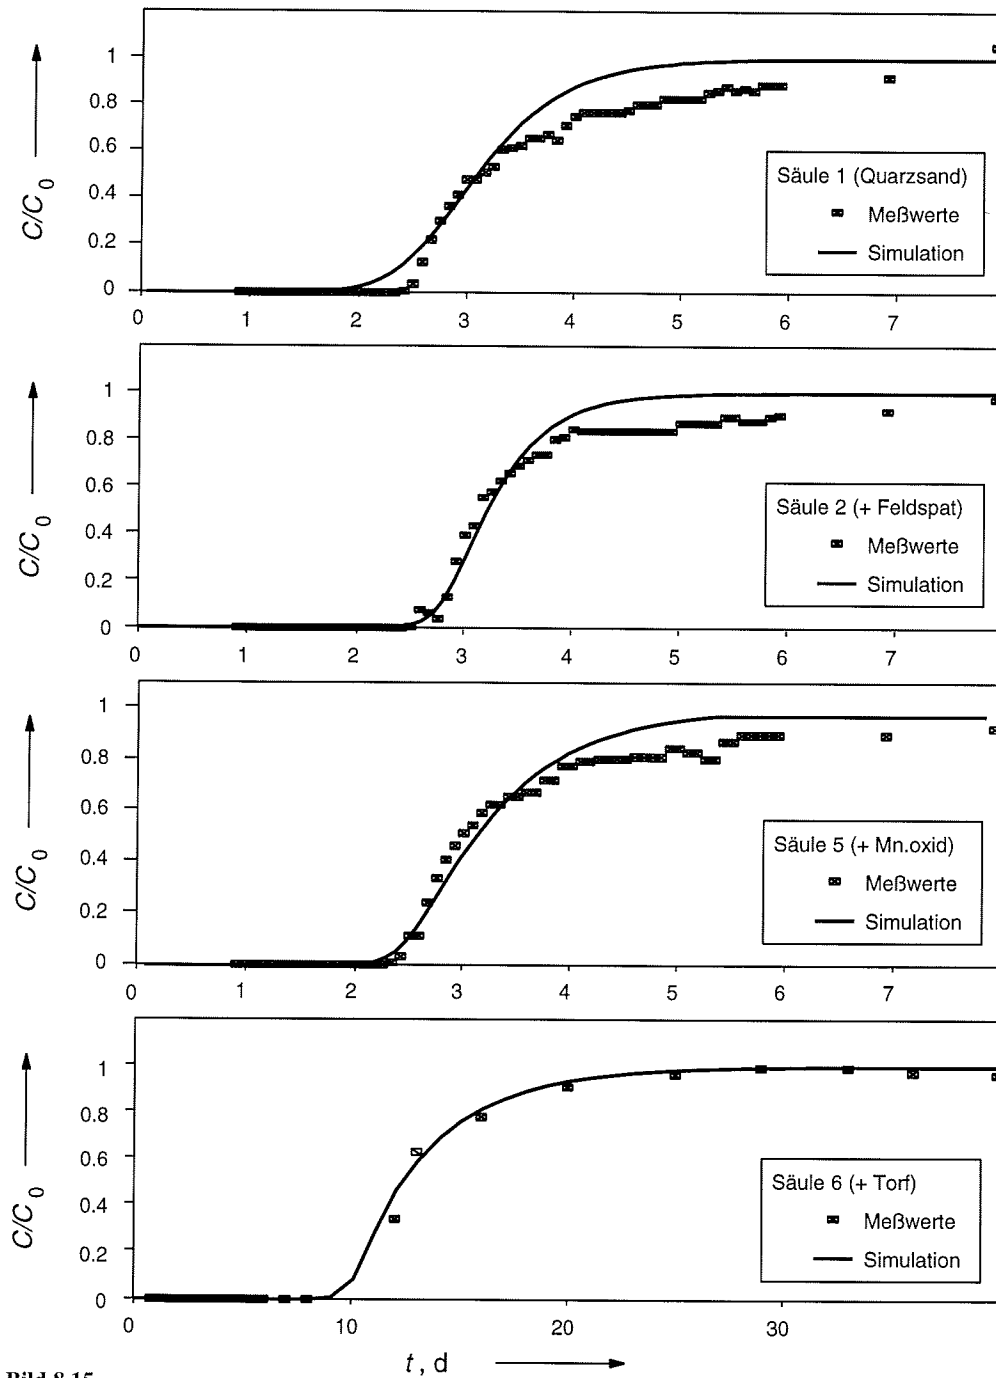 1
0.8
0.6
0.4
0.2
0
C/C0
0 1 2 3 4 5 6 7
Säule 1 (Quarzsand)
Meßwerte
Simulation
1
0.8
0.6
0.4
0.2
0
C/C0
0 1 2 3 4 5 6 7
Säule 2 (+ Feldspat)
Meßwerte
Simulation
1
0.8
0.6
0.4
0.2
0
C/C0
0 1 2 3 4 5 6 7
Säule 5 (+ Mn.oxid)
Meßwerte
Simulation
1
0.8
0.6
0.4
0.2
0
C/C0
0 10 20 30
Säule 6 (+ Torf)
Meßwerte
Simulation
t, d
Bild 8.15